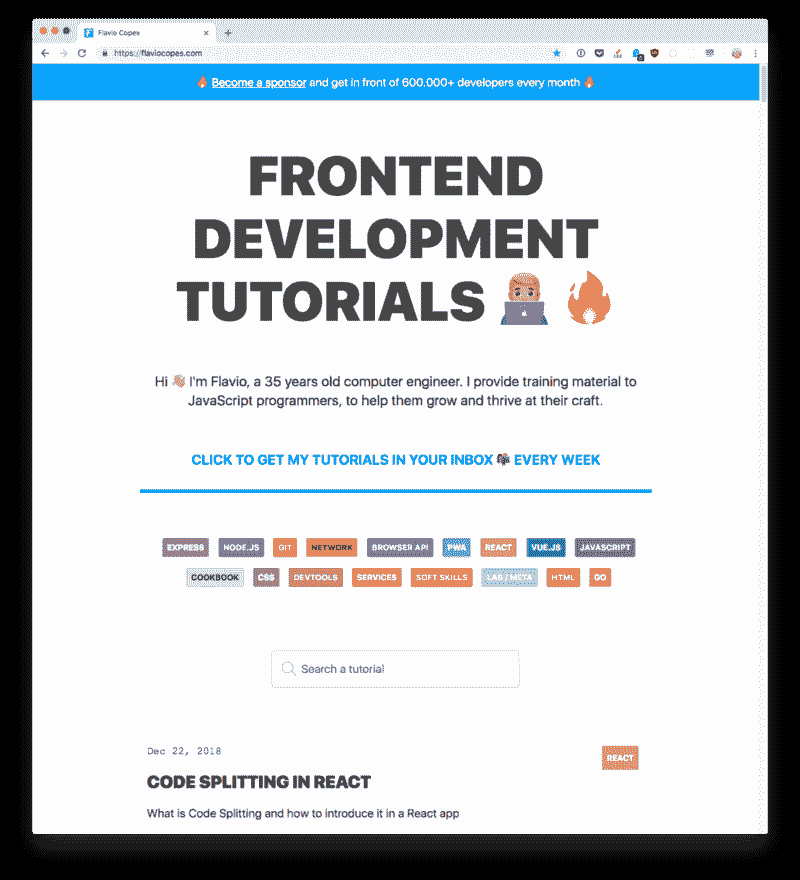 Flavio Copes
https://flaviocopes.com
🔥 Become a sponsor and get in front of 600.000+ developers every month 🔥
FRONTEND
DEVELOPMENT
TUTORIALS 👨‍💻 🔥
Hi 👋 I'm Flavio, a 35 years old computer engineer. I provide training material to
JavaScript programmers, to help them grow and thrive at their craft.
CLICK TO GET MY TUTORIALS IN YOUR INBOX EVERY WEEK
EXPRESS NODE.JS GIT NETWORK BROWSER API PWA REACT VUE.JS JAVASCRIPT
COOKBOOK CSS DEVTOOLS SERVICES SOFT SKILLS LAB / META HTML GO
Search a tutorial
Dec 22, 2018 REACT
CODE SPLITTING IN REACT
What is Code Splitting and how to introduce it in a React app